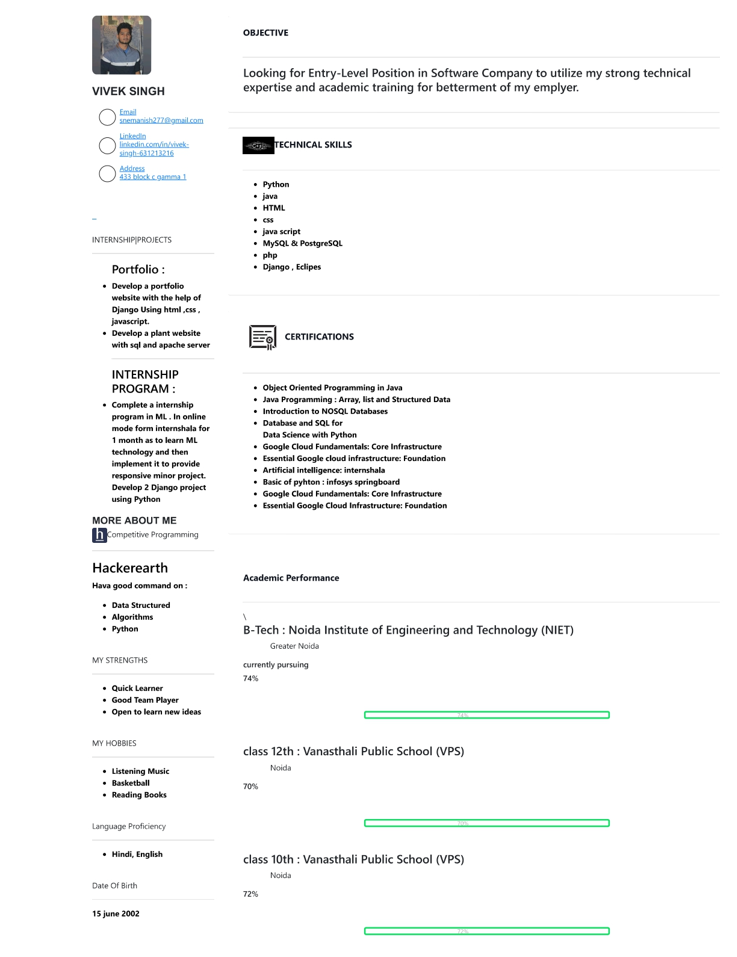 VIVEK SINGH
Email
snemanish277@gmail.com
LinkedIn
linkedin.com/in/vivek-
singh-631213216
Address
433 block c gamma 1
_
INTERNSHIP|PROJECTS
Portfolio :
Develop a portfolio
website with the help of
Django Using html ,css ,
javascript.
Develop a plant website
with sql and apache server
INTERNSHIP
PROGRAM :
Complete a internship
program in ML . In online
mode form internshala for
1 month as to learn ML
technology and then
implement it to provide
responsive minor project.
Develop 2 Django project
using Python
MORE ABOUT ME
h Competitive Programming
Hackerearth
Hava good command on :
Data Structured
Algorithms
Python
MY STRENGTHS
Quick Learner
Good Team Player
Open to learn new ideas
MY HOBBIES
Listening Music
Basketball
Reading Books
Language Proficiency
Hindi, English
Date Of Birth
15 june 2002
OBJECTIVE
Looking for Entry-Level Position in Software Company to utilize my strong technical
expertise and academic training for betterment of my emplyer.
TECHNICAL SKILLS
Python
java
HTML
css
java script
MySQL & PostgreSQL
php
Django , Eclipes
CERTIFICATIONS
Object Oriented Programming in Java
Java Programming : Array, list and Structured Data
Introduction to NOSQL Databases
Database and SQL for
Data Science with Python
Google Cloud Fundamentals: Core Infrastructure
Essential Google cloud infrastructure: Foundation
Artificial intelligence: internshala
Basic of pyhton : infosys springboard
Google Cloud Fundamentals: Core Infrastructure
Essential Google Cloud Infrastructure: Foundation
Academic Performance
\
B-Tech : Noida Institute of Engineering and Technology (NIET)
Greater Noida
currently pursuing
74%
74%
class 12th : Vanasthali Public School (VPS)
Noida
70%
70%
class 10th : Vanasthali Public School (VPS)
Noida
72%
72%